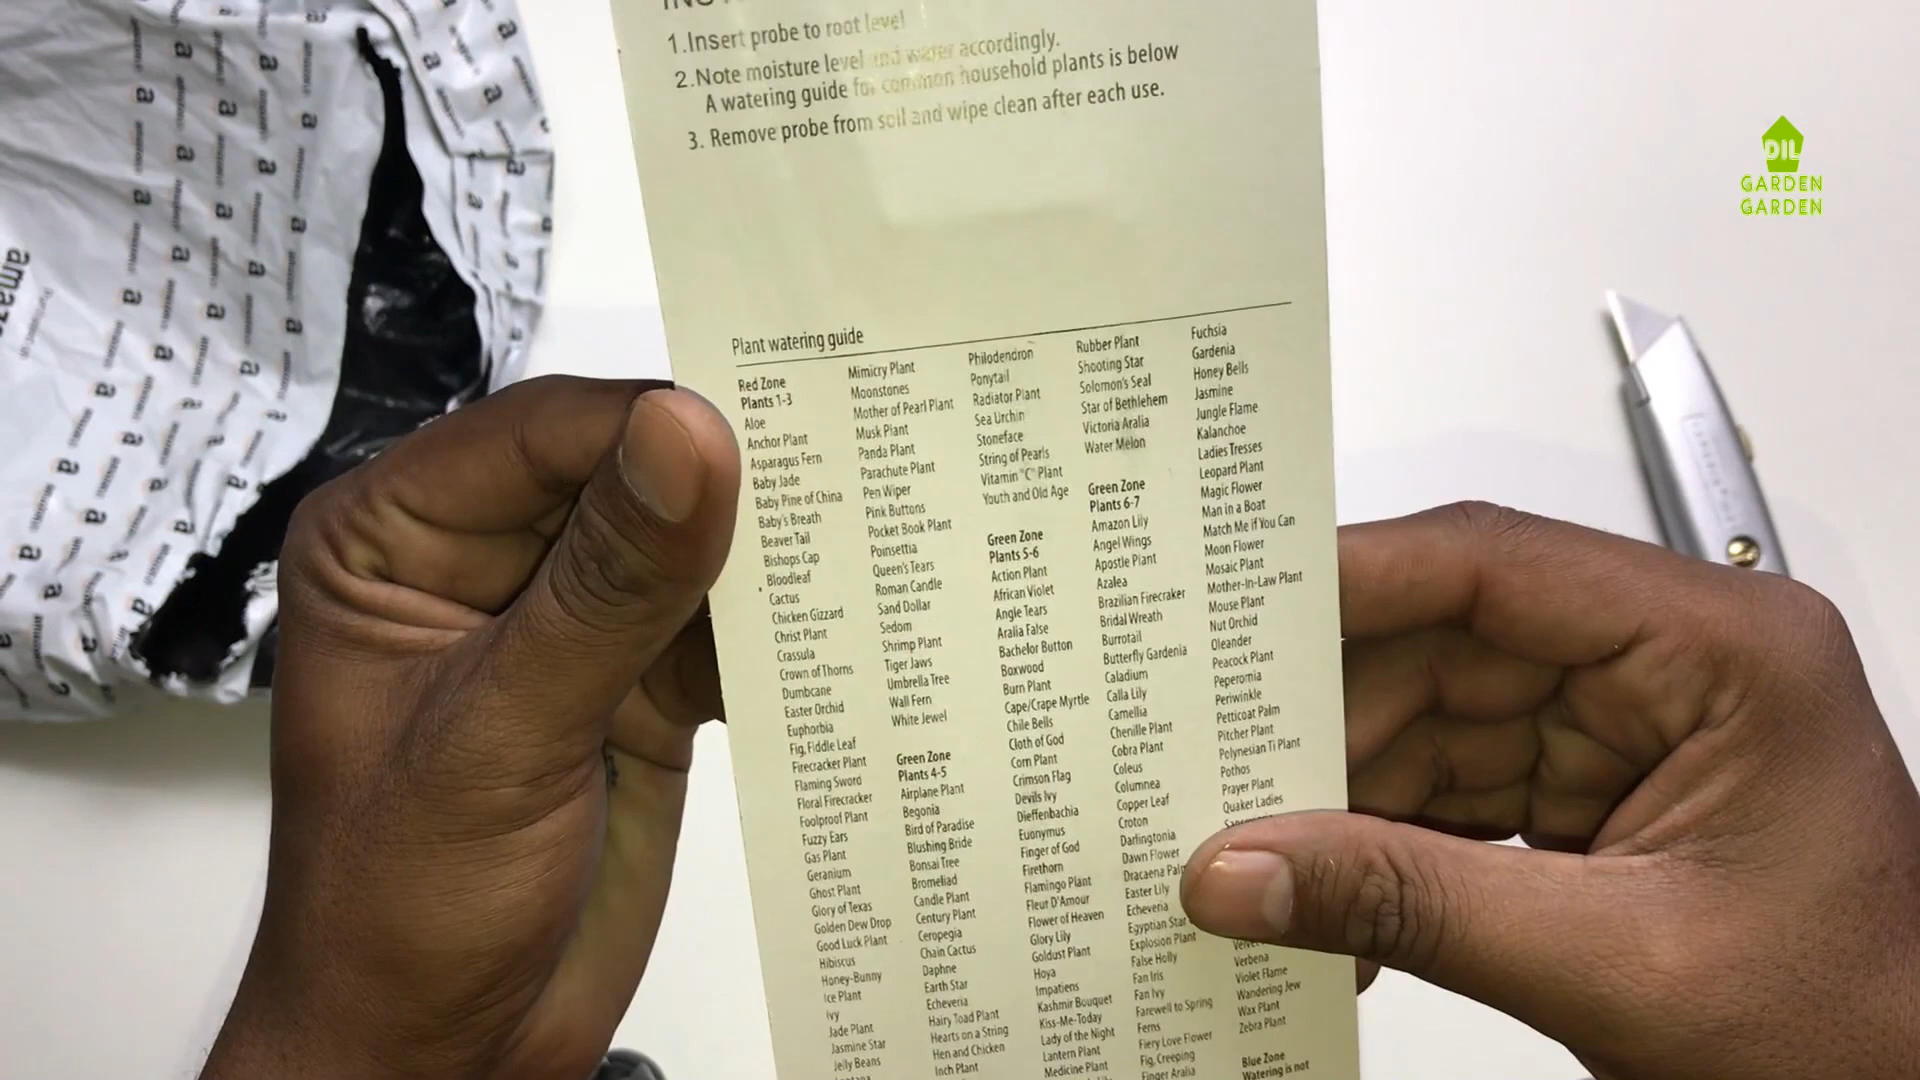 1.Insert probe to root level
2.Note moisture level and water accordingly.
A watering guide for common household plants is below
3. Remove probe from soil and wipe clean after each use.
Plant watering guide
Red Zone
Plants 1-3
Aloe
Anchor Plant
Asparagus Fern
Baby Jade
Baby Pine of China
Baby's Breath
Beaver Tail
Bishops Cap
Bloodleaf
Cactus
Chicken Gizzard
Christ Plant
Crassula
Crown of Thorns
Dumbcane
Easter Orchid
Euphorbia
Fig, Fiddle Leaf
Firecracker Plant
Flaming Sword
Floral Firecracker
Foolproof Plant
Fuzzy Ears
Gas Plant
Geranium
Ghost Plant
Glory of Texas
Golden Dew Drop
Good Luck Plant
Hibiscus
Honey-Bunny
Ice Plant
Ivy
Jade Plant
Jasmine Star
Jelly Beans
Mimicry Plant
Moonstones
Mother of Pearl Plant
Musk Plant
Panda Plant
Parachute Plant
Pen Wiper
Pink Buttons
Pocket Book Plant
Poinsettia
Queen's Tears
Roman Candle
Sand Dollar
Sedom
Shrimp Plant
Tiger Jaws
Umbrella Tree
Wall Fern
White Jewel
Green Zone
Plants 4-5
Airplane Plant
Begonia
Bird of Paradise
Blushing Bride
Bonsai Tree
Bromeliad
Candle Plant
Century Plant
Ceropegia
Chain Cactus
Daphne
Earth Star
Echeveria
Hairy Toad Plant
Hearts on a String
Hen and Chicken
Inch Plant
Philodendron
Ponytail
Radiator Plant
Sea Urchin
Stoneface
String of Pearls
Vitamin "C" Plant
Youth and Old Age
Green Zone
Plants 5-6
Action Plant
African Violet
Angle Tears
Aralia False
Bachelor Button
Boxwood
Burn Plant
Cape/Crape Myrtle
Chile Bells
Cloth of God
Corn Plant
Crimson Flag
Devils Ivy
Dieffenbachia
Euonymus
Finger of God
Firethorn
Flamingo Plant
Fleur D'Amour
Flower of Heaven
Glory Lily
Goldust Plant
Hoya
Impatiens
Kashmir Bouquet
Kiss-Me-Today
Lady of the Night
Lantern Plant
Medicine Plant
Rubber Plant
Shooting Star
Solomon's Seal
Star of Bethlehem
Victoria Aralia
Water Melon
Green Zone
Plants 6-7
Amazon Lily
Angel Wings
Apostle Plant
Azalea
Brazilian Firecraker
Bridal Wreath
Burrotail
Butterfly Gardenia
Caladium
Calla Lily
Camellia
Chenille Plant
Cobra Plant
Coleus
Columnea
Copper Leaf
Croton
Darlingtonia
Dawn Flower
Dracaena Palm
Easter Lily
Echeveria
Egyptian Star
Explosion Plant
False Holly
Fan Iris
Fan Ivy
Farewell to Spring
Ferns
Fiery Love Flower
Fig, Creeping
Finger Aralia
Fuchsia
Gardenia
Honey Bells
Jasmine
Jungle Flame
Kalanchoe
Ladies Tresses
Leopard Plant
Magic Flower
Man in a Boat
Match Me if You Can
Moon Flower
Mosaic Plant
Mother-In-Law Plant
Mouse Plant
Nut Orchid
Oleander
Peacock Plant
Peperomia
Periwinkle
Petticoat Palm
Pitcher Plant
Polynesian Ti Plant
Pothos
Prayer Plant
Quaker Ladies
Verbena
Violet Flame
Wandering Jew
Wax Plant
Zebra Plant
Blue Zone
Watering is not
DIL
GARDEN
GARDEN